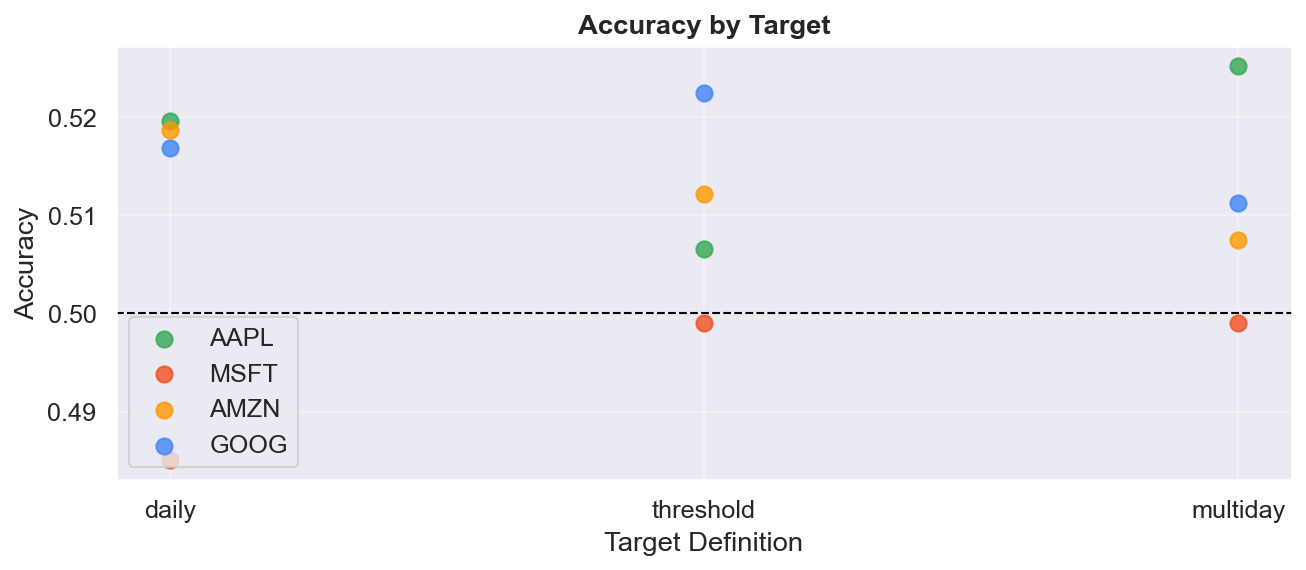 Accuracy by Target
Accuracy
0.52
0.51
0.50
0.49
AAPL
MSFT
AMZN
GOOG
daily
threshold
multiday
Target Definition